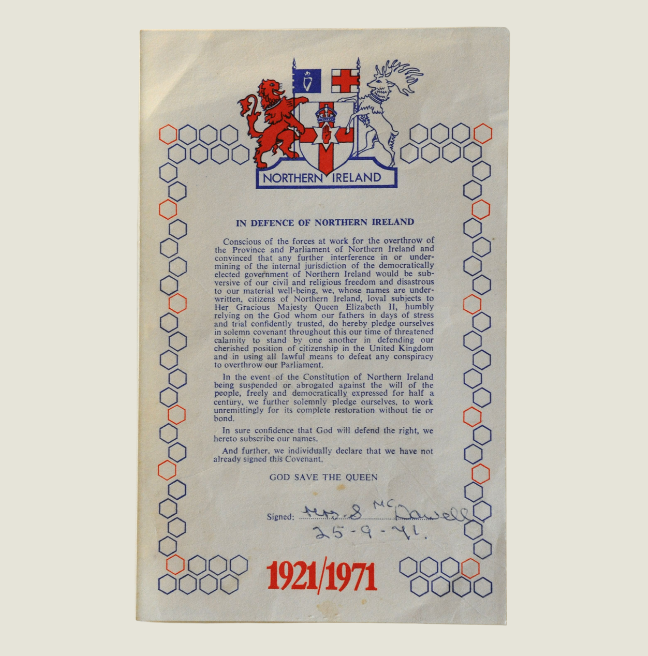 NORTHERN IRELAND
IN DEFENCE OF NORTHERN IRELAND
Conscious of the forces at work for the overthrow of
the Province and Parliament of Northern Ireland and
convinced that any further interference in or under-
mining of the internal jurisdiction of the democratically
elected government of Northern Ireland would be sub-
versive of our civil and religious freedom and disastrous
to our material well-being, we, whose names are under-
written, citizens of Northern Ireland, loyal subjects to
Her Gracious Majesty Queen Elizabeth II, humbly
relying on the God whom our fathers in days of stress
and trial confidently trusted, do hereby pledge ourselves
in solemn covenant throughout this our time of threatened
calamity to stand by one another in defending our
cherished position of citizenship in the United Kingdom
and in using all lawful means to defeat any conspiracy
to overthrow our Parliament.
In the event of the Constitution of Northern Ireland
being suspended or abrogated against the will of the
people, freely and democratically expressed for half a
century, we further solemnly pledge ourselves, to work
unremittingly for its complete restoration without tie or
bond.
In sure confidence that God will defend the right, we
hereto subscribe our names.
And further, we individually declare that we have not
already signed this Covenant.
GOD SAVE THE QUEEN
Signed: Mrs. S McDowell
25-9-71.
1921/1971